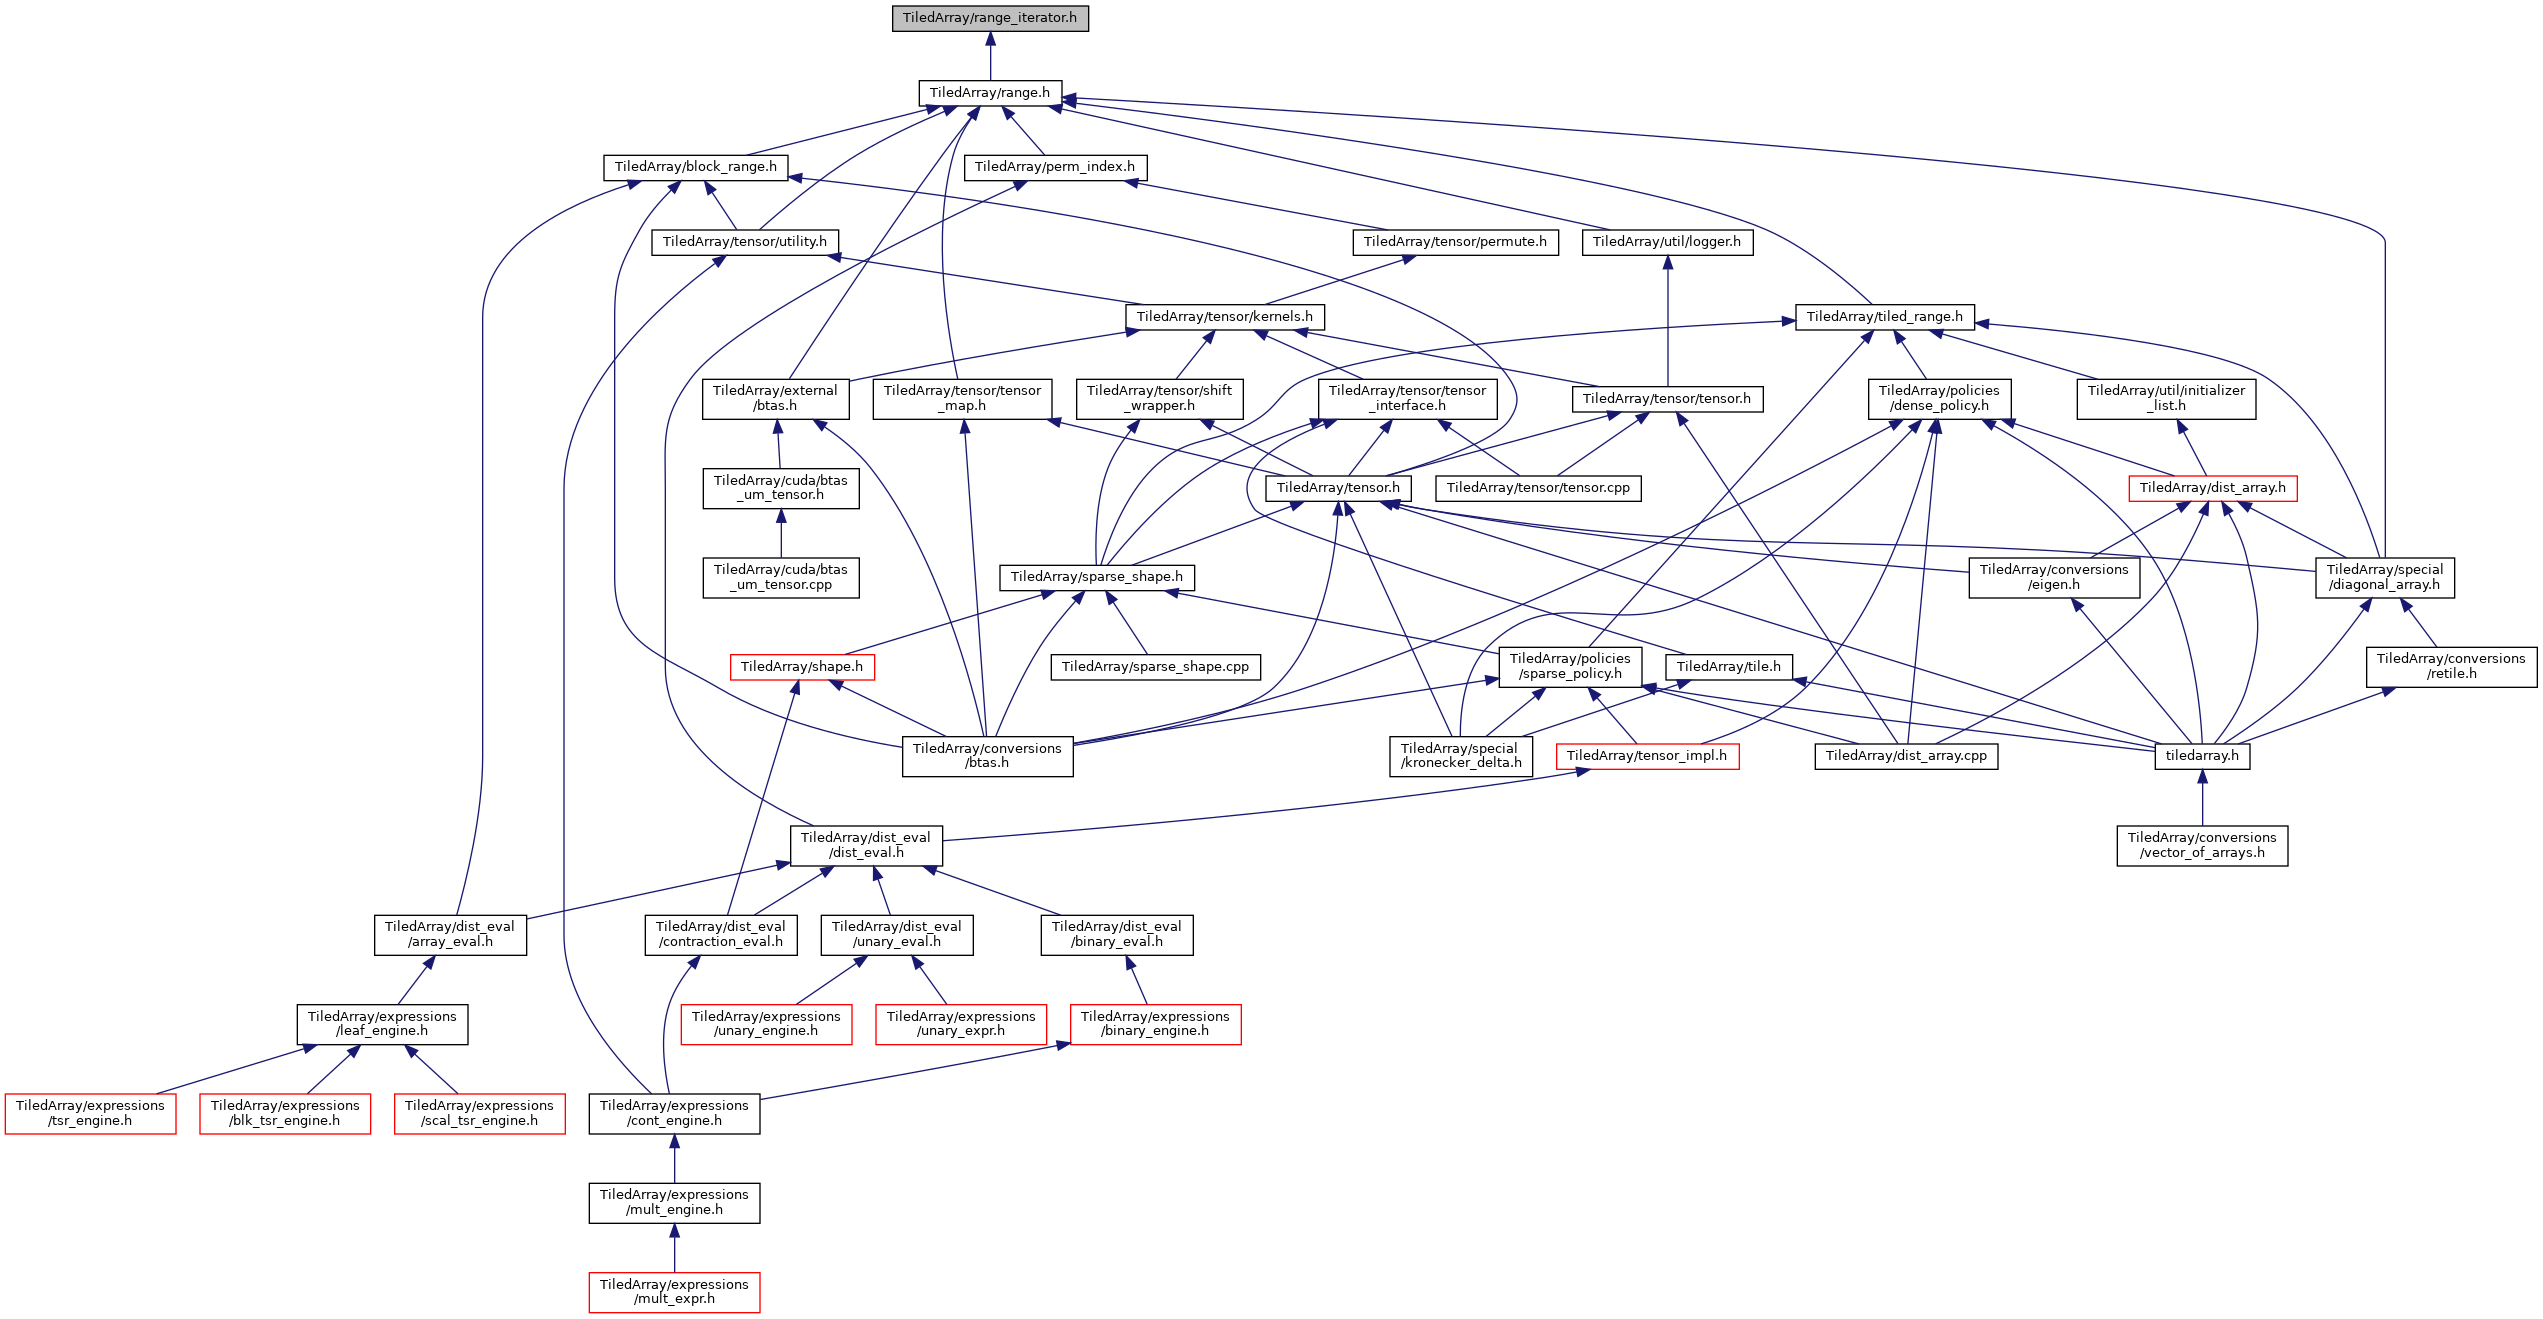 TiledArray/range_iterator.h
TiledArray/range.h
TiledArray/block_range.h
TiledArray/perm_index.h
TiledArray/tensor/utility.h
TiledArray/tensor/permute.h
TiledArray/util/logger.h
TiledArray/tensor/kernels.h
TiledArray/tiled_range.h
TiledArray/external
/btas.h
TiledArray/tensor/tensor
_map.h
TiledArray/tensor/shift
_wrapper.h
TiledArray/tensor/tensor
_interface.h
TiledArray/tensor/tensor.h
TiledArray/policies
/dense_policy.h
TiledArray/util/initializer
_list.h
TiledArray/cuda/btas
_um_tensor.h
TiledArray/tensor.h
TiledArray/tensor/tensor.cpp
TiledArray/dist_array.h
TiledArray/cuda/btas
_um_tensor.cpp
TiledArray/sparse_shape.h
TiledArray/conversions
/eigen.h
TiledArray/special
/diagonal_array.h
TiledArray/shape.h
TiledArray/sparse_shape.cpp
TiledArray/policies
/sparse_policy.h
TiledArray/tile.h
TiledArray/conversions
/retile.h
TiledArray/conversions
/btas.h
TiledArray/special
/kronecker_delta.h
TiledArray/tensor_impl.h
TiledArray/dist_array.cpp
tiledarray.h
TiledArray/dist_eval
/dist_eval.h
TiledArray/conversions
/vector_of_arrays.h
TiledArray/dist_eval
/array_eval.h
TiledArray/dist_eval
/contraction_eval.h
TiledArray/dist_eval
/unary_eval.h
TiledArray/dist_eval
/binary_eval.h
TiledArray/expressions
/leaf_engine.h
TiledArray/expressions
/unary_engine.h
TiledArray/expressions
/unary_expr.h
TiledArray/expressions
/binary_engine.h
TiledArray/expressions
/tsr_engine.h
TiledArray/expressions
/blk_tsr_engine.h
TiledArray/expressions
/scal_tsr_engine.h
TiledArray/expressions
/cont_engine.h
TiledArray/expressions
/mult_engine.h
TiledArray/expressions
/mult_expr.h